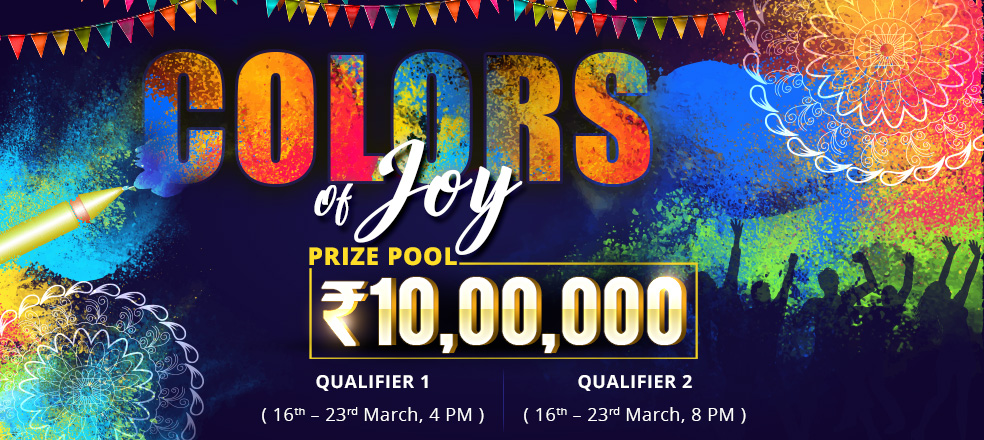 COLORS
of Joy
PRIZE POOL
₹10,00,000
QUALIFIER 1
( 16th – 23rd March, 4 PM )
QUALIFIER 2
( 16th – 23rd March, 8 PM )